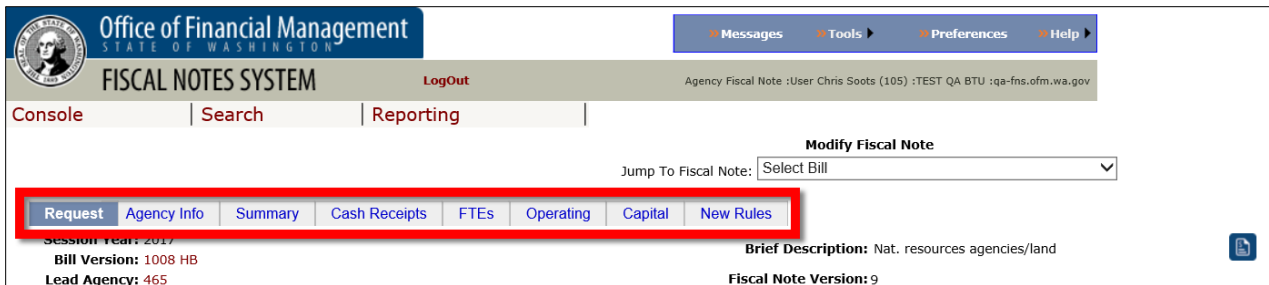 Office of Financial Management
STATE OF WASHINGTON
»Messages »Tools »Preferences »Help
FISCAL NOTES SYSTEM
LogOut
Agency Fiscal Note :User Chris Soots (105) :TEST QA BTU :qa-fns.ofm.wa.gov
Console Search Reporting
Modify Fiscal Note
Jump To Fiscal Note: Select Bill
Request Agency Info Summary Cash Receipts FTEs Operating Capital New Rules
Session Year: 2017
Brief Description: Nat. resources agencies/land
Bill Version: 1008 HB
Lead Agency: 465
Fiscal Note Version: 9